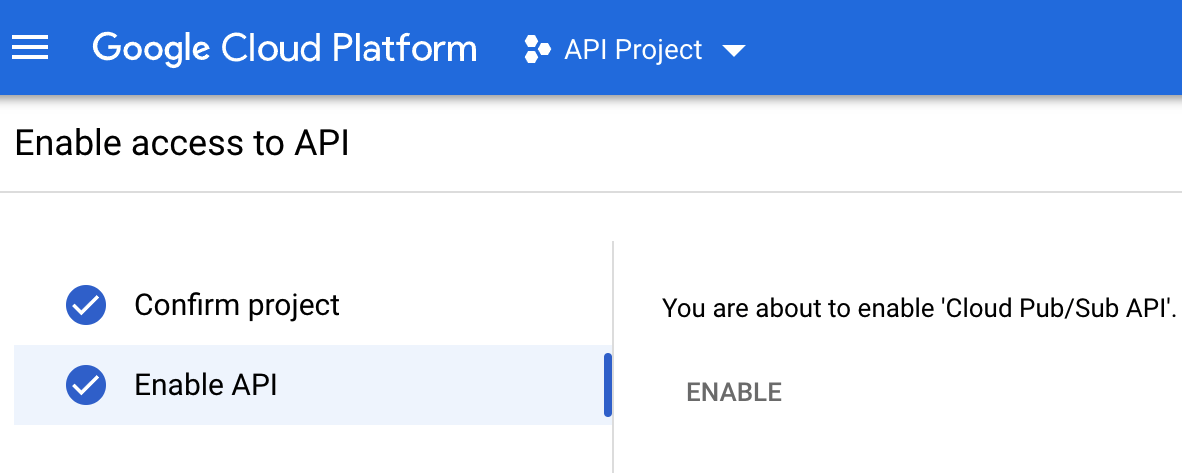 Google Cloud Platform API Project
Enable access to API
Confirm project
Enable API
You are about to enable 'Cloud Pub/Sub API'.
ENABLE